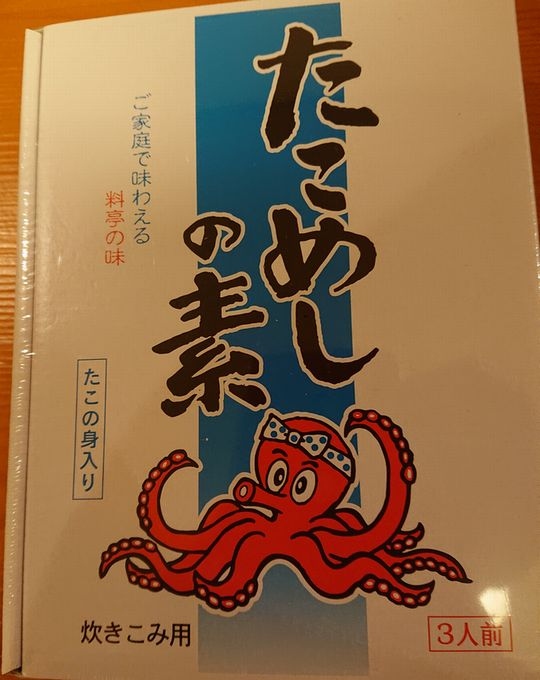 たこめし
の素
ご家庭で味わえる
料亭の味
たこの身入り
炊きこみ用
3人前